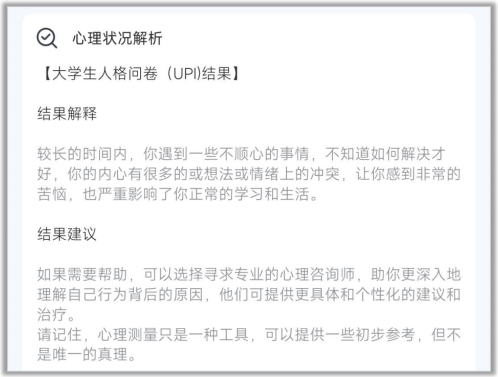 心理状况解析
【大学生人格问卷（UPI)结果】
结果解释
较长的时间内，你遇到一些不顺心的事情，不知道如何解决才
好，你的内心有很多的或想法或情绪上的冲突，让你感到非常的
苦恼，也严重影响了你正常的学习和生活。
结果建议
如果需要帮助，可以选择寻求专业的心理咨询师，助你更深入地
理解自己行为背后的原因，他们可提供更具体和个性化的建议和
治疗。
请记住，心理测量只是一种工具，可以提供一些初步参考，但不
是唯一的真理。